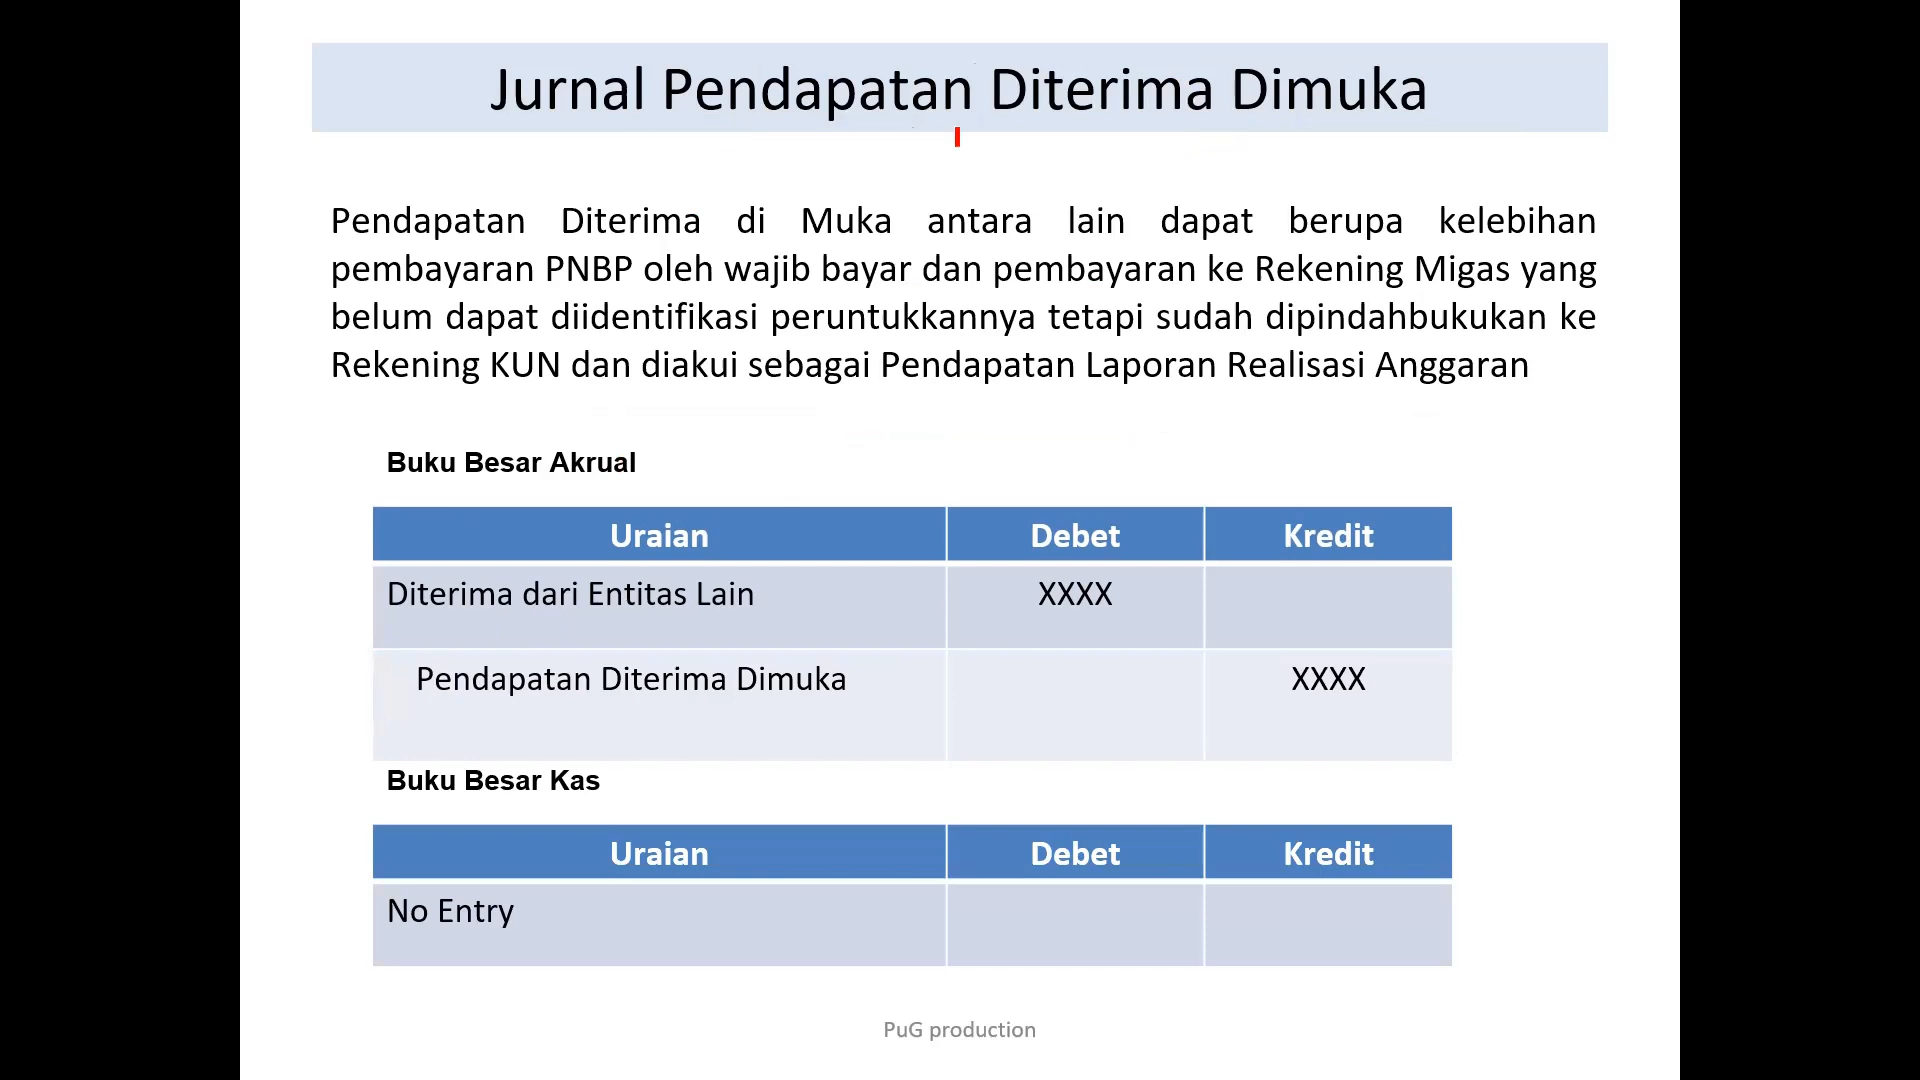 Jurnal Pendapatan Diterima Dimuka
Pendapatan Diterima di Muka antara lain dapat berupa kelebihan
pembayaran PNBP oleh wajib bayar dan pembayaran ke Rekening Migas yang
belum dapat diidentifikasi peruntukkannya tetapi sudah dipindahbukukan ke
Rekening KUN dan diakui sebagai Pendapatan Laporan Realisasi Anggaran
Buku Besar Akrual
Uraian Debet Kredit
Diterima dari Entitas Lain XXXX
Pendapatan Diterima Dimuka XXXX
Buku Besar Kas
Uraian Debet Kredit
No Entry
PuG production